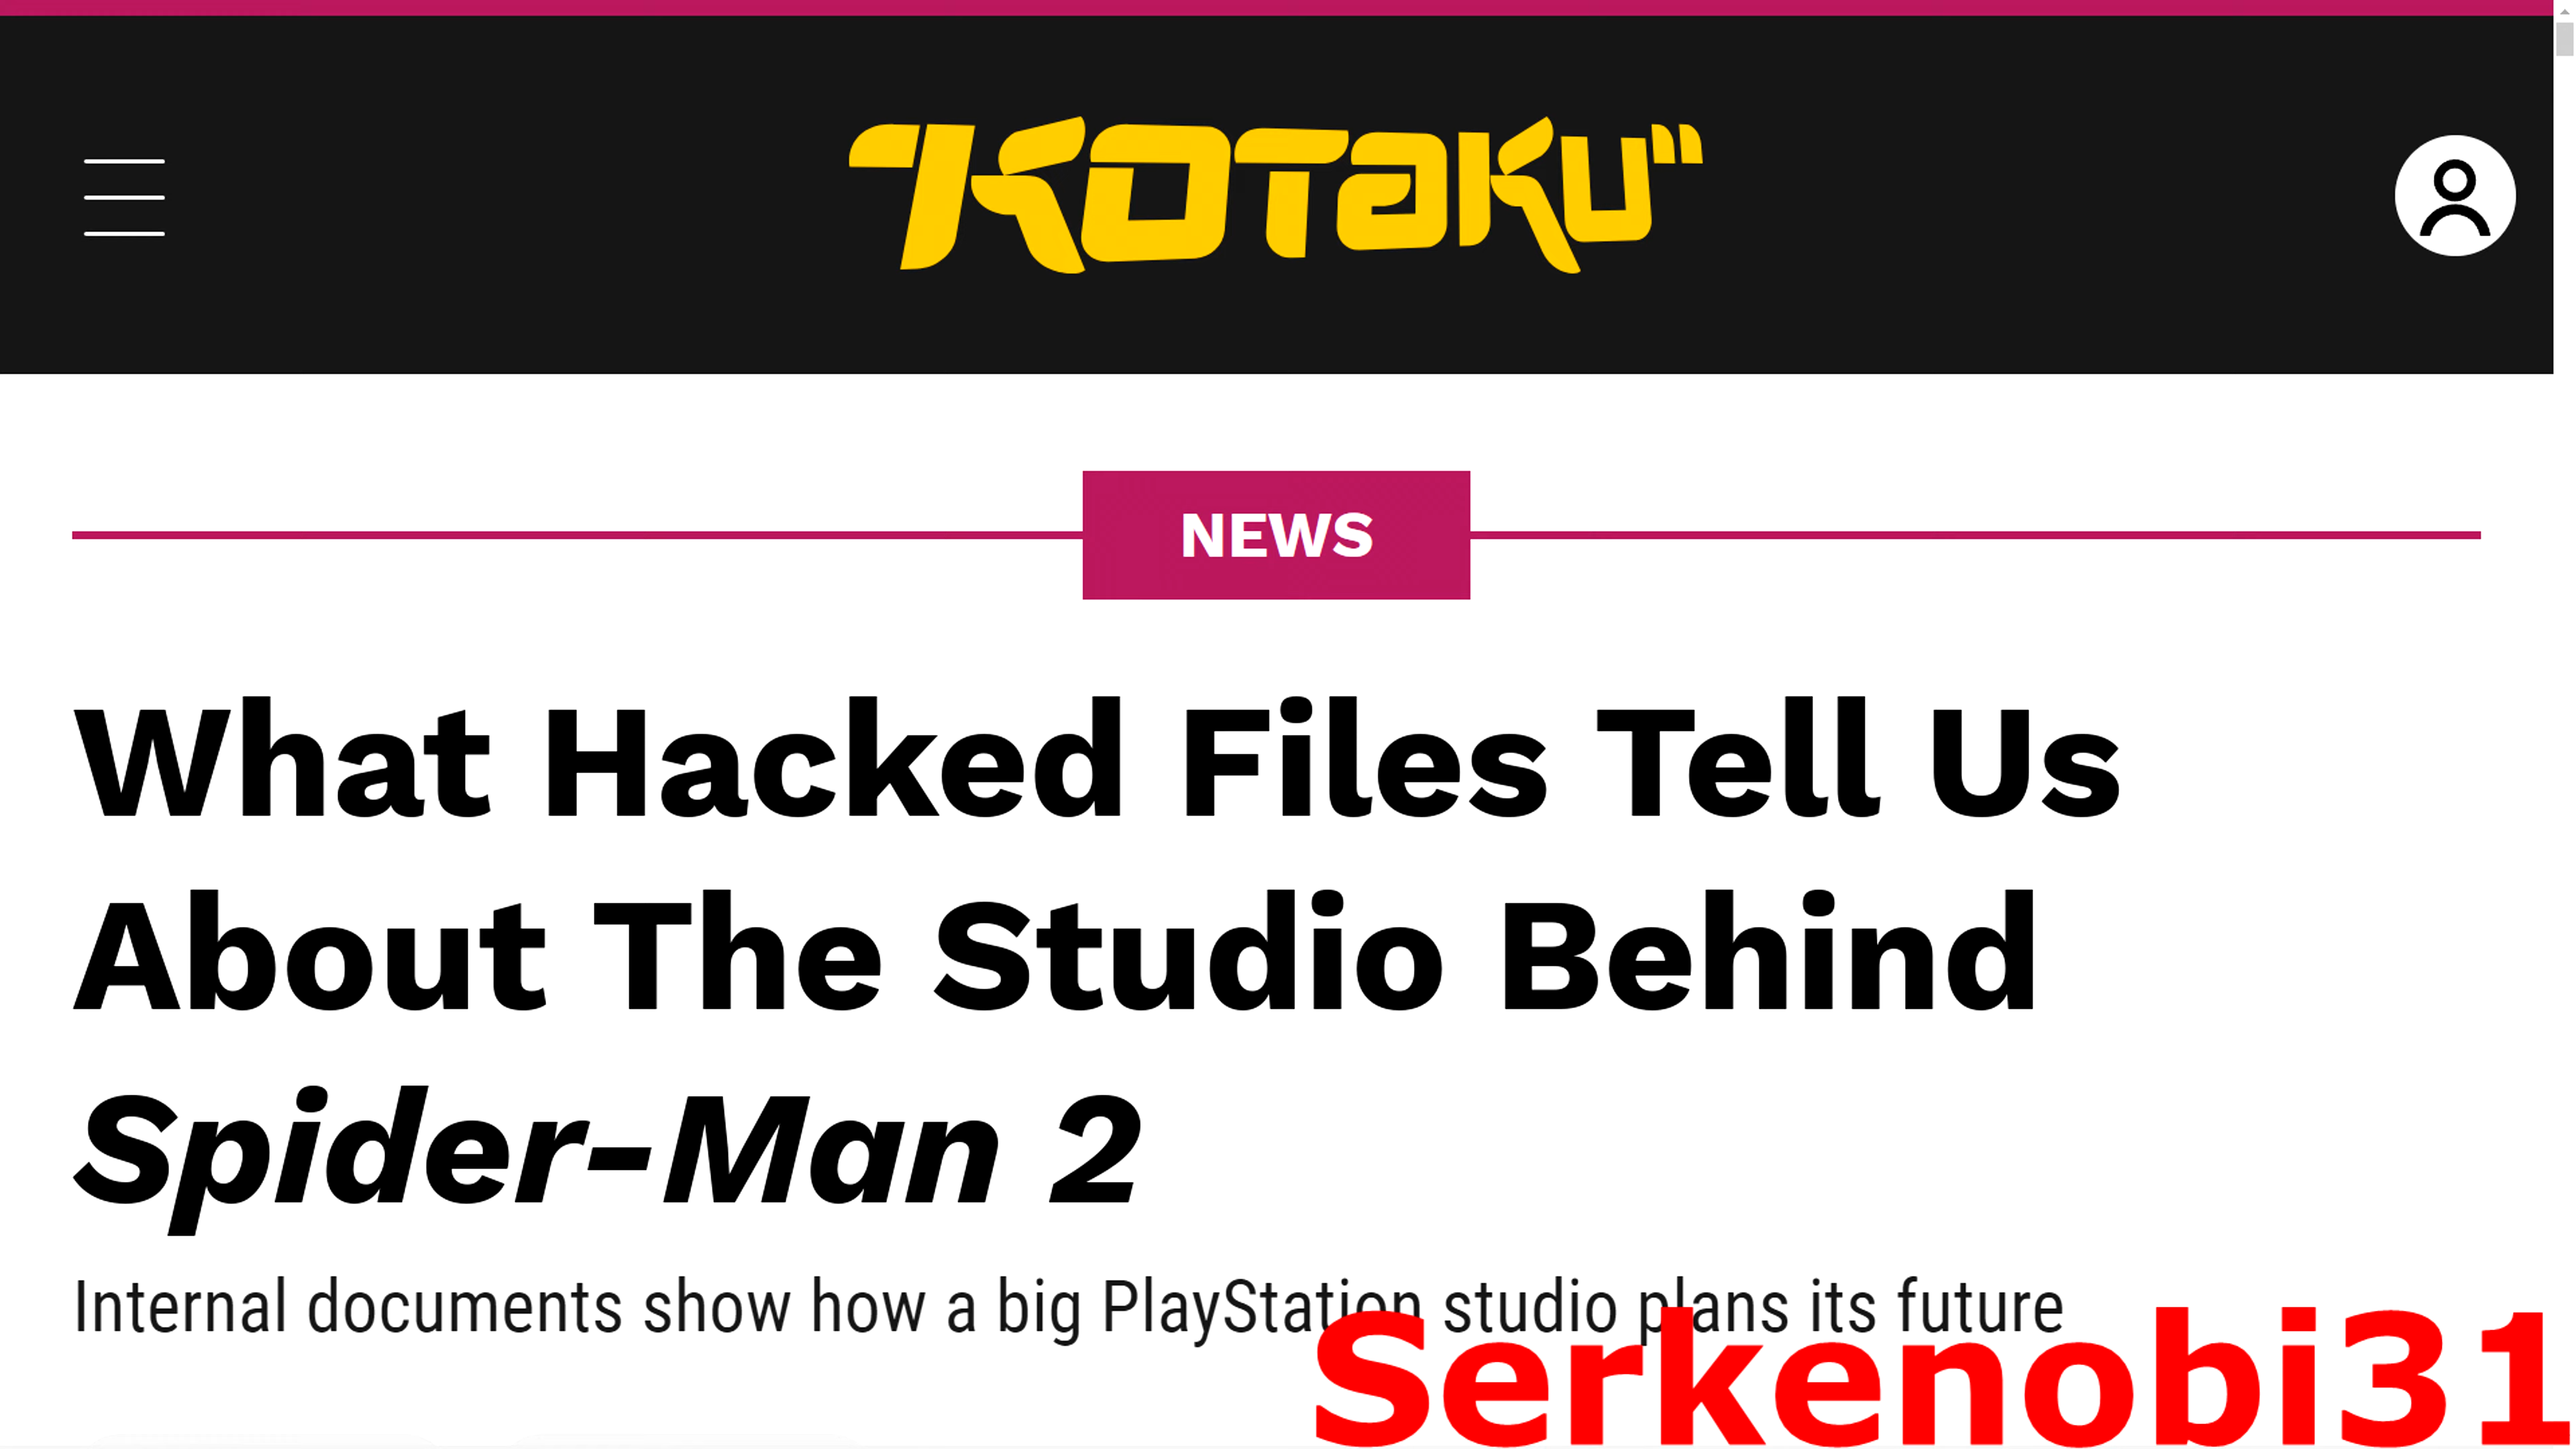 KOTAKU
NEWS
What Hacked Files Tell Us
About The Studio Behind
Spider-Man 2
Internal documents show how a big PlayStation studio plans its future
Serkenobi31